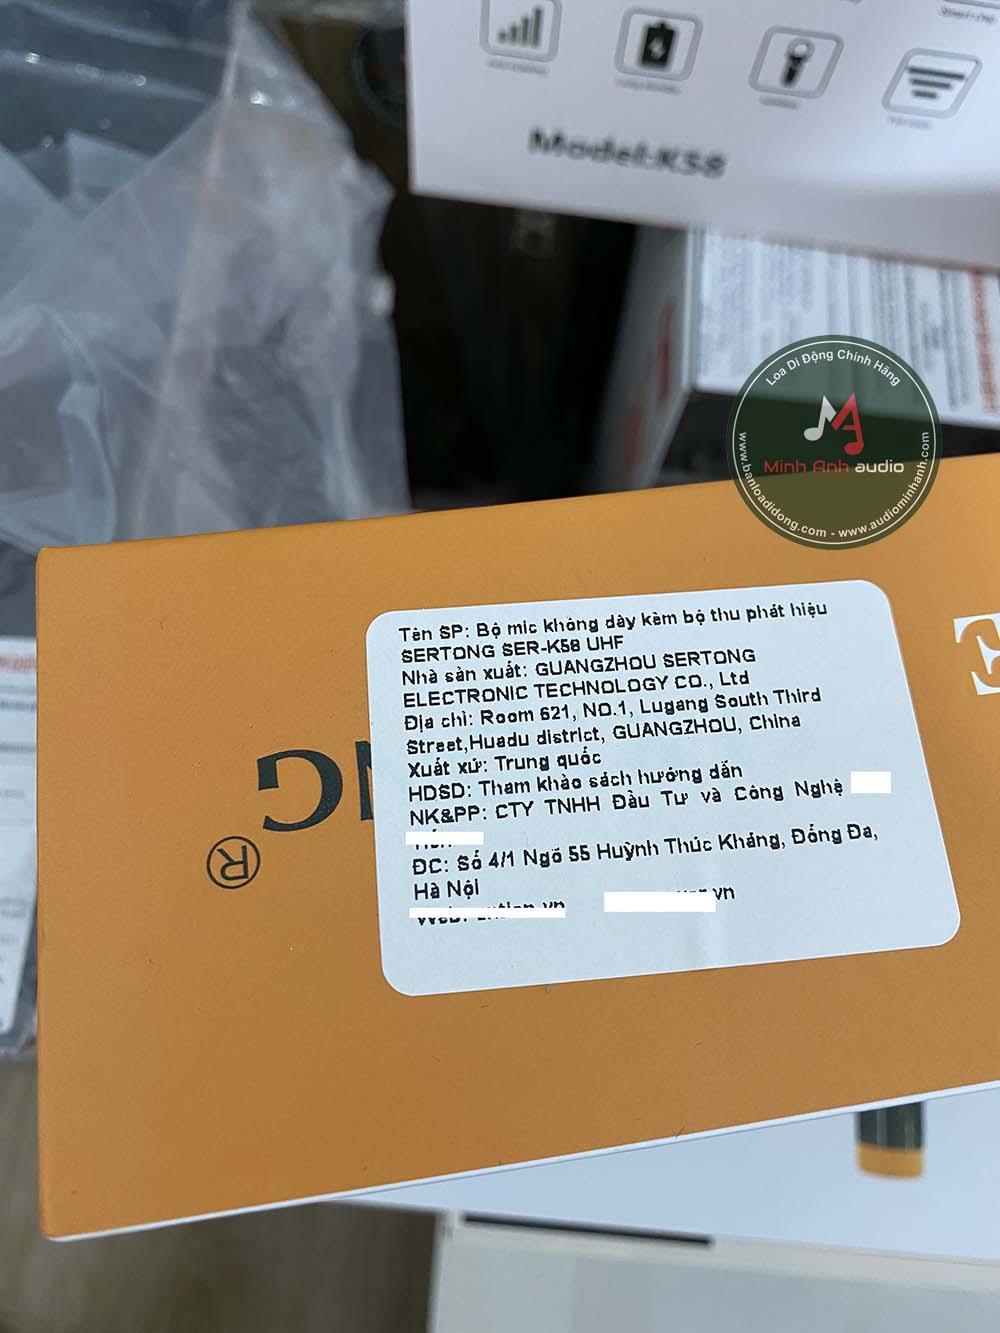 Model:K58
Loa Di Động Chính Hãng
MA
Minh Anh audio
www.banloadidong.com - www.audiominhanh.com
Tên SP: Bộ mic không dây kèm bộ thu phát hiệu
SERTONG SER-K58 UHF
Nhà sản xuất: GUANGZHOU SERTONG
ELECTRONIC TECHNOLOGY CO., Ltd
Địa chỉ: Room 621, NO.1, Lugang South Third
Street,Huadu district, GUANGZHOU, China
Xuất xứ: Trung quốc
HDSD: Tham khảo sách hướng dẫn
NK&PP: CTY TNHH Đầu Tư và Công Nghệ
ĐC: Số 4/1 Ngõ 55 Huỳnh Thúc Kháng, Đống Đa,
Hà Nội
.vn
NG
®
E